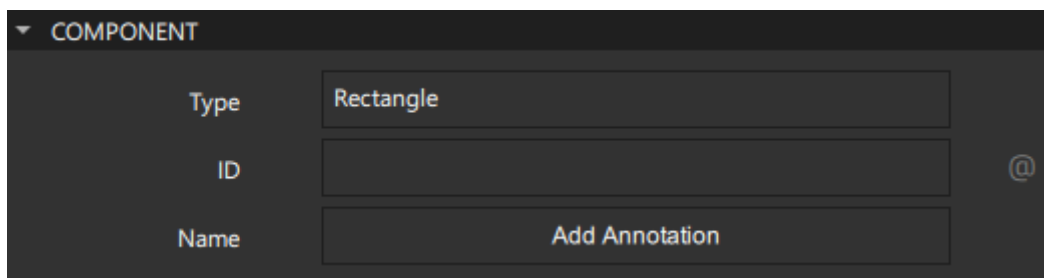 COMPONENT
Type Rectangle
ID @
Name Add Annotation